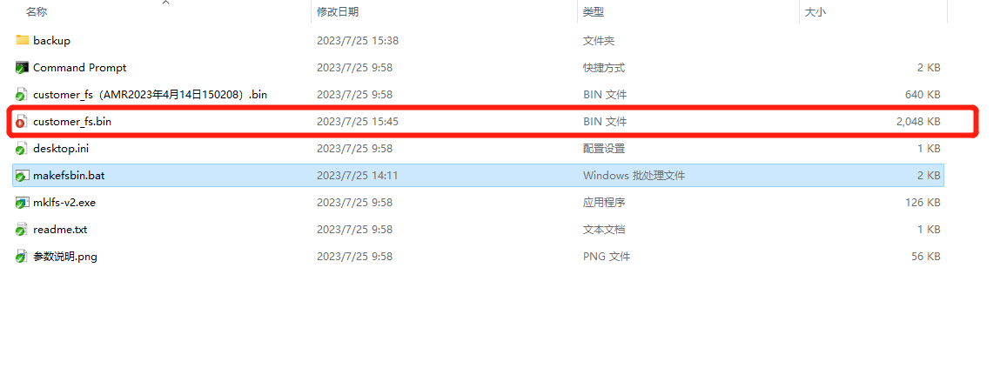 名称 修改日期 类型 大小
backup 2023/7/25 15:38 文件夹
Command Prompt 2023/7/25 9:58 快捷方式 2 KB
customer_fs（AMR2023年4月14日150208）.bin 2023/7/25 9:58 BIN 文件 640 KB
customer_fs.bin 2023/7/25 15:45 BIN 文件 2,048 KB
desktop.ini 2023/7/25 9:58 配置设置 1 KB
makefsbin.bat 2023/7/25 14:11 Windows 批处理文件 2 KB
mklfs-v2.exe 2023/7/25 9:58 应用程序 126 KB
readme.txt 2023/7/25 9:58 文本文档 1 KB
参数说明.png 2023/7/25 9:58 PNG 文件 56 KB